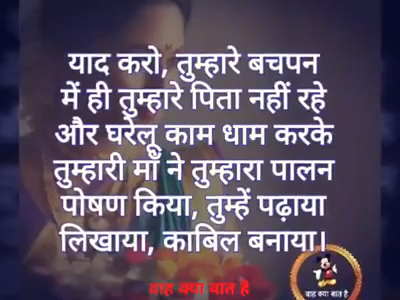 याद करो, तुम्हारे बचपन
में ही तुम्हारे पिता नहीं रहे
और घरेलू काम धाम करके
तुम्हारी माँ ने तुम्हारा पालन
पोषण किया, तुम्हें पढ़ाया
लिखाया, काबिल बनाया।
वाह क्या बात है
वाह क्या बात है